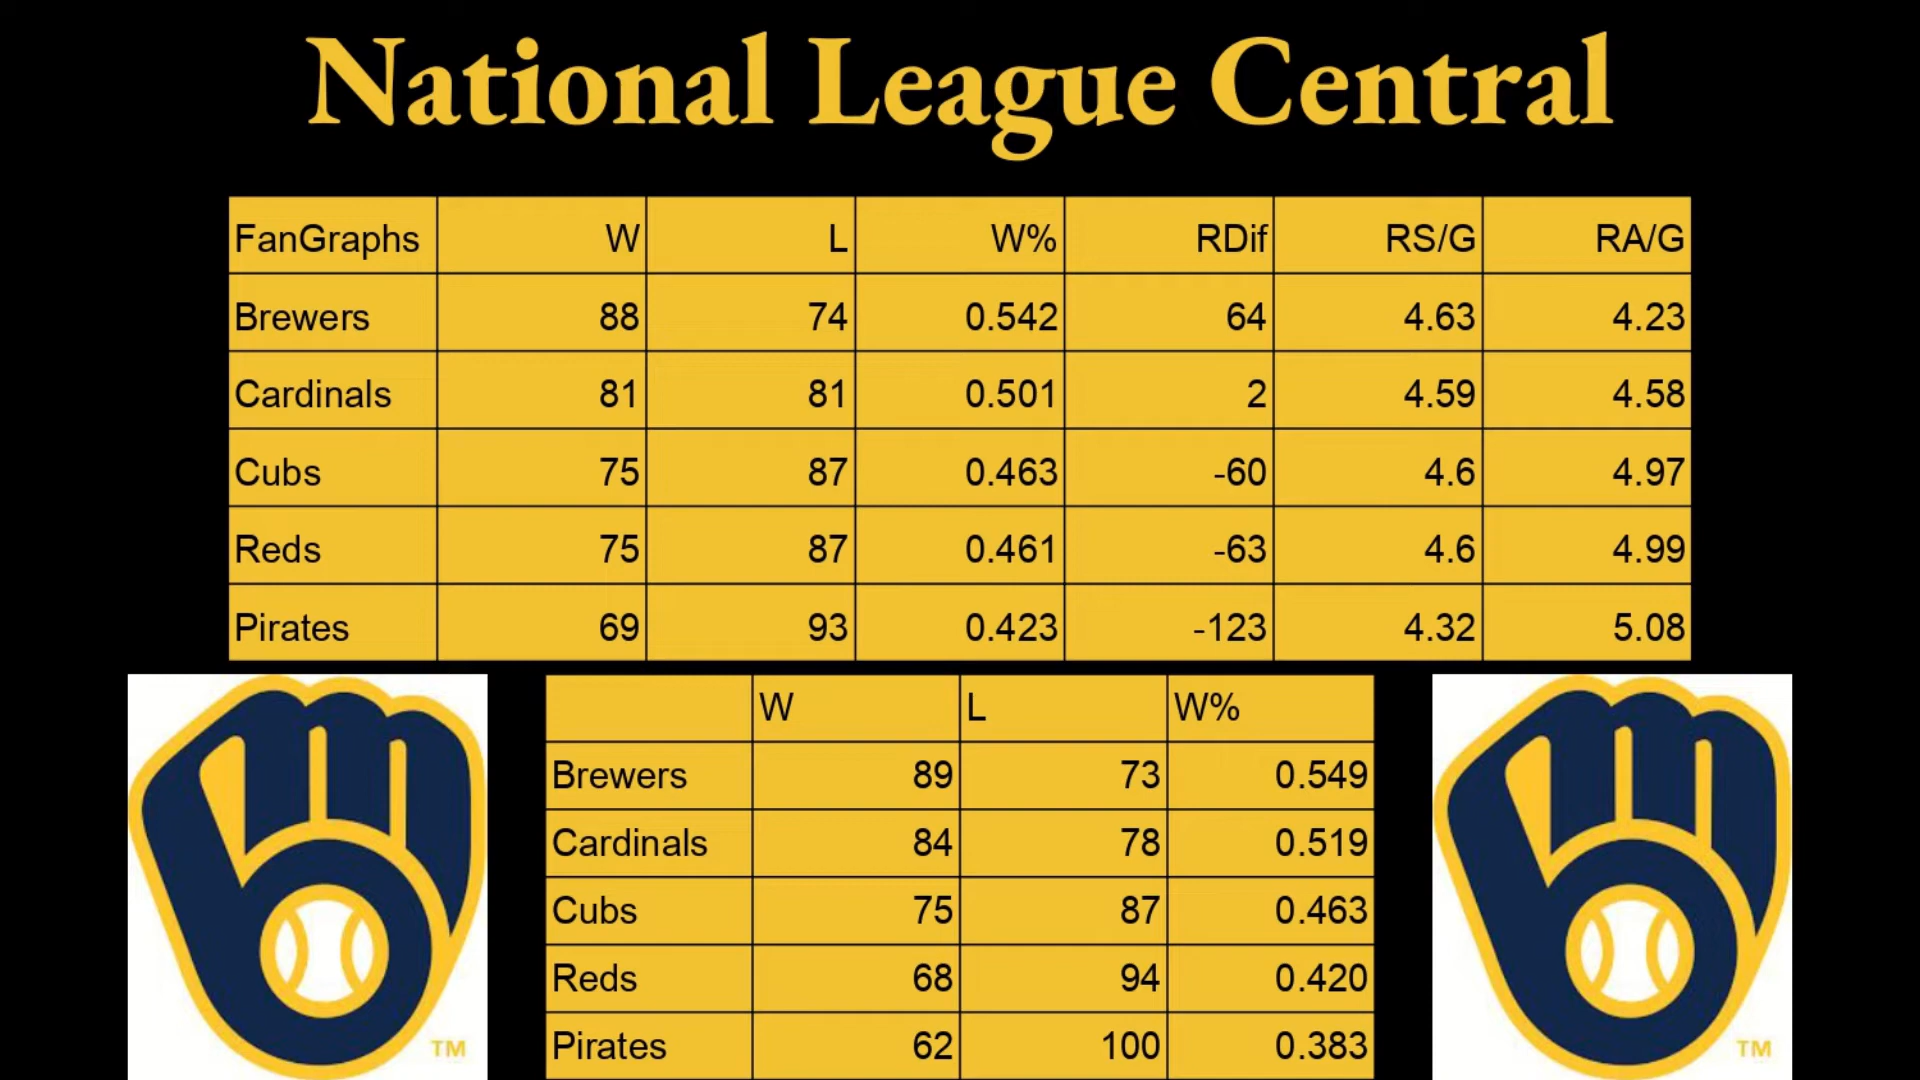 National League Central
FanGraphs W L W% RDif RS/G RA/G
Brewers 88 74 0.542 64 4.63 4.23
Cardinals 81 81 0.501 2 4.59 4.58
Cubs 75 87 0.463 -60 4.6 4.97
Reds 75 87 0.461 -63 4.6 4.99
Pirates 69 93 0.423 -123 4.32 5.08
W L W%
Brewers 89 73 0.549
Cardinals 84 78 0.519
Cubs 75 87 0.463
Reds 68 94 0.420
Pirates 62 100 0.383
TM
TM